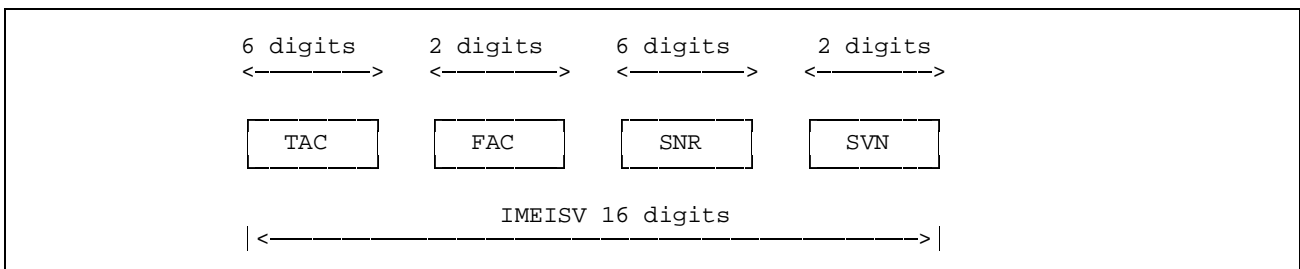 6 digits 2 digits 6 digits 2 digits
TAC FAC SNR SVN
IMEISV 16 digits